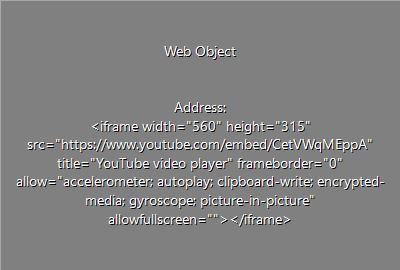 Web Object
Address:
<iframe width="560" height="315"
src="https://www.youtube.com/embed/CetVWqMEppA"
title="YouTube video player" frameborder="0"
allow="accelerometer; autoplay; clipboard-write; encrypted-
media; gyroscope; picture-in-picture"
allowfullscreen=""></iframe>